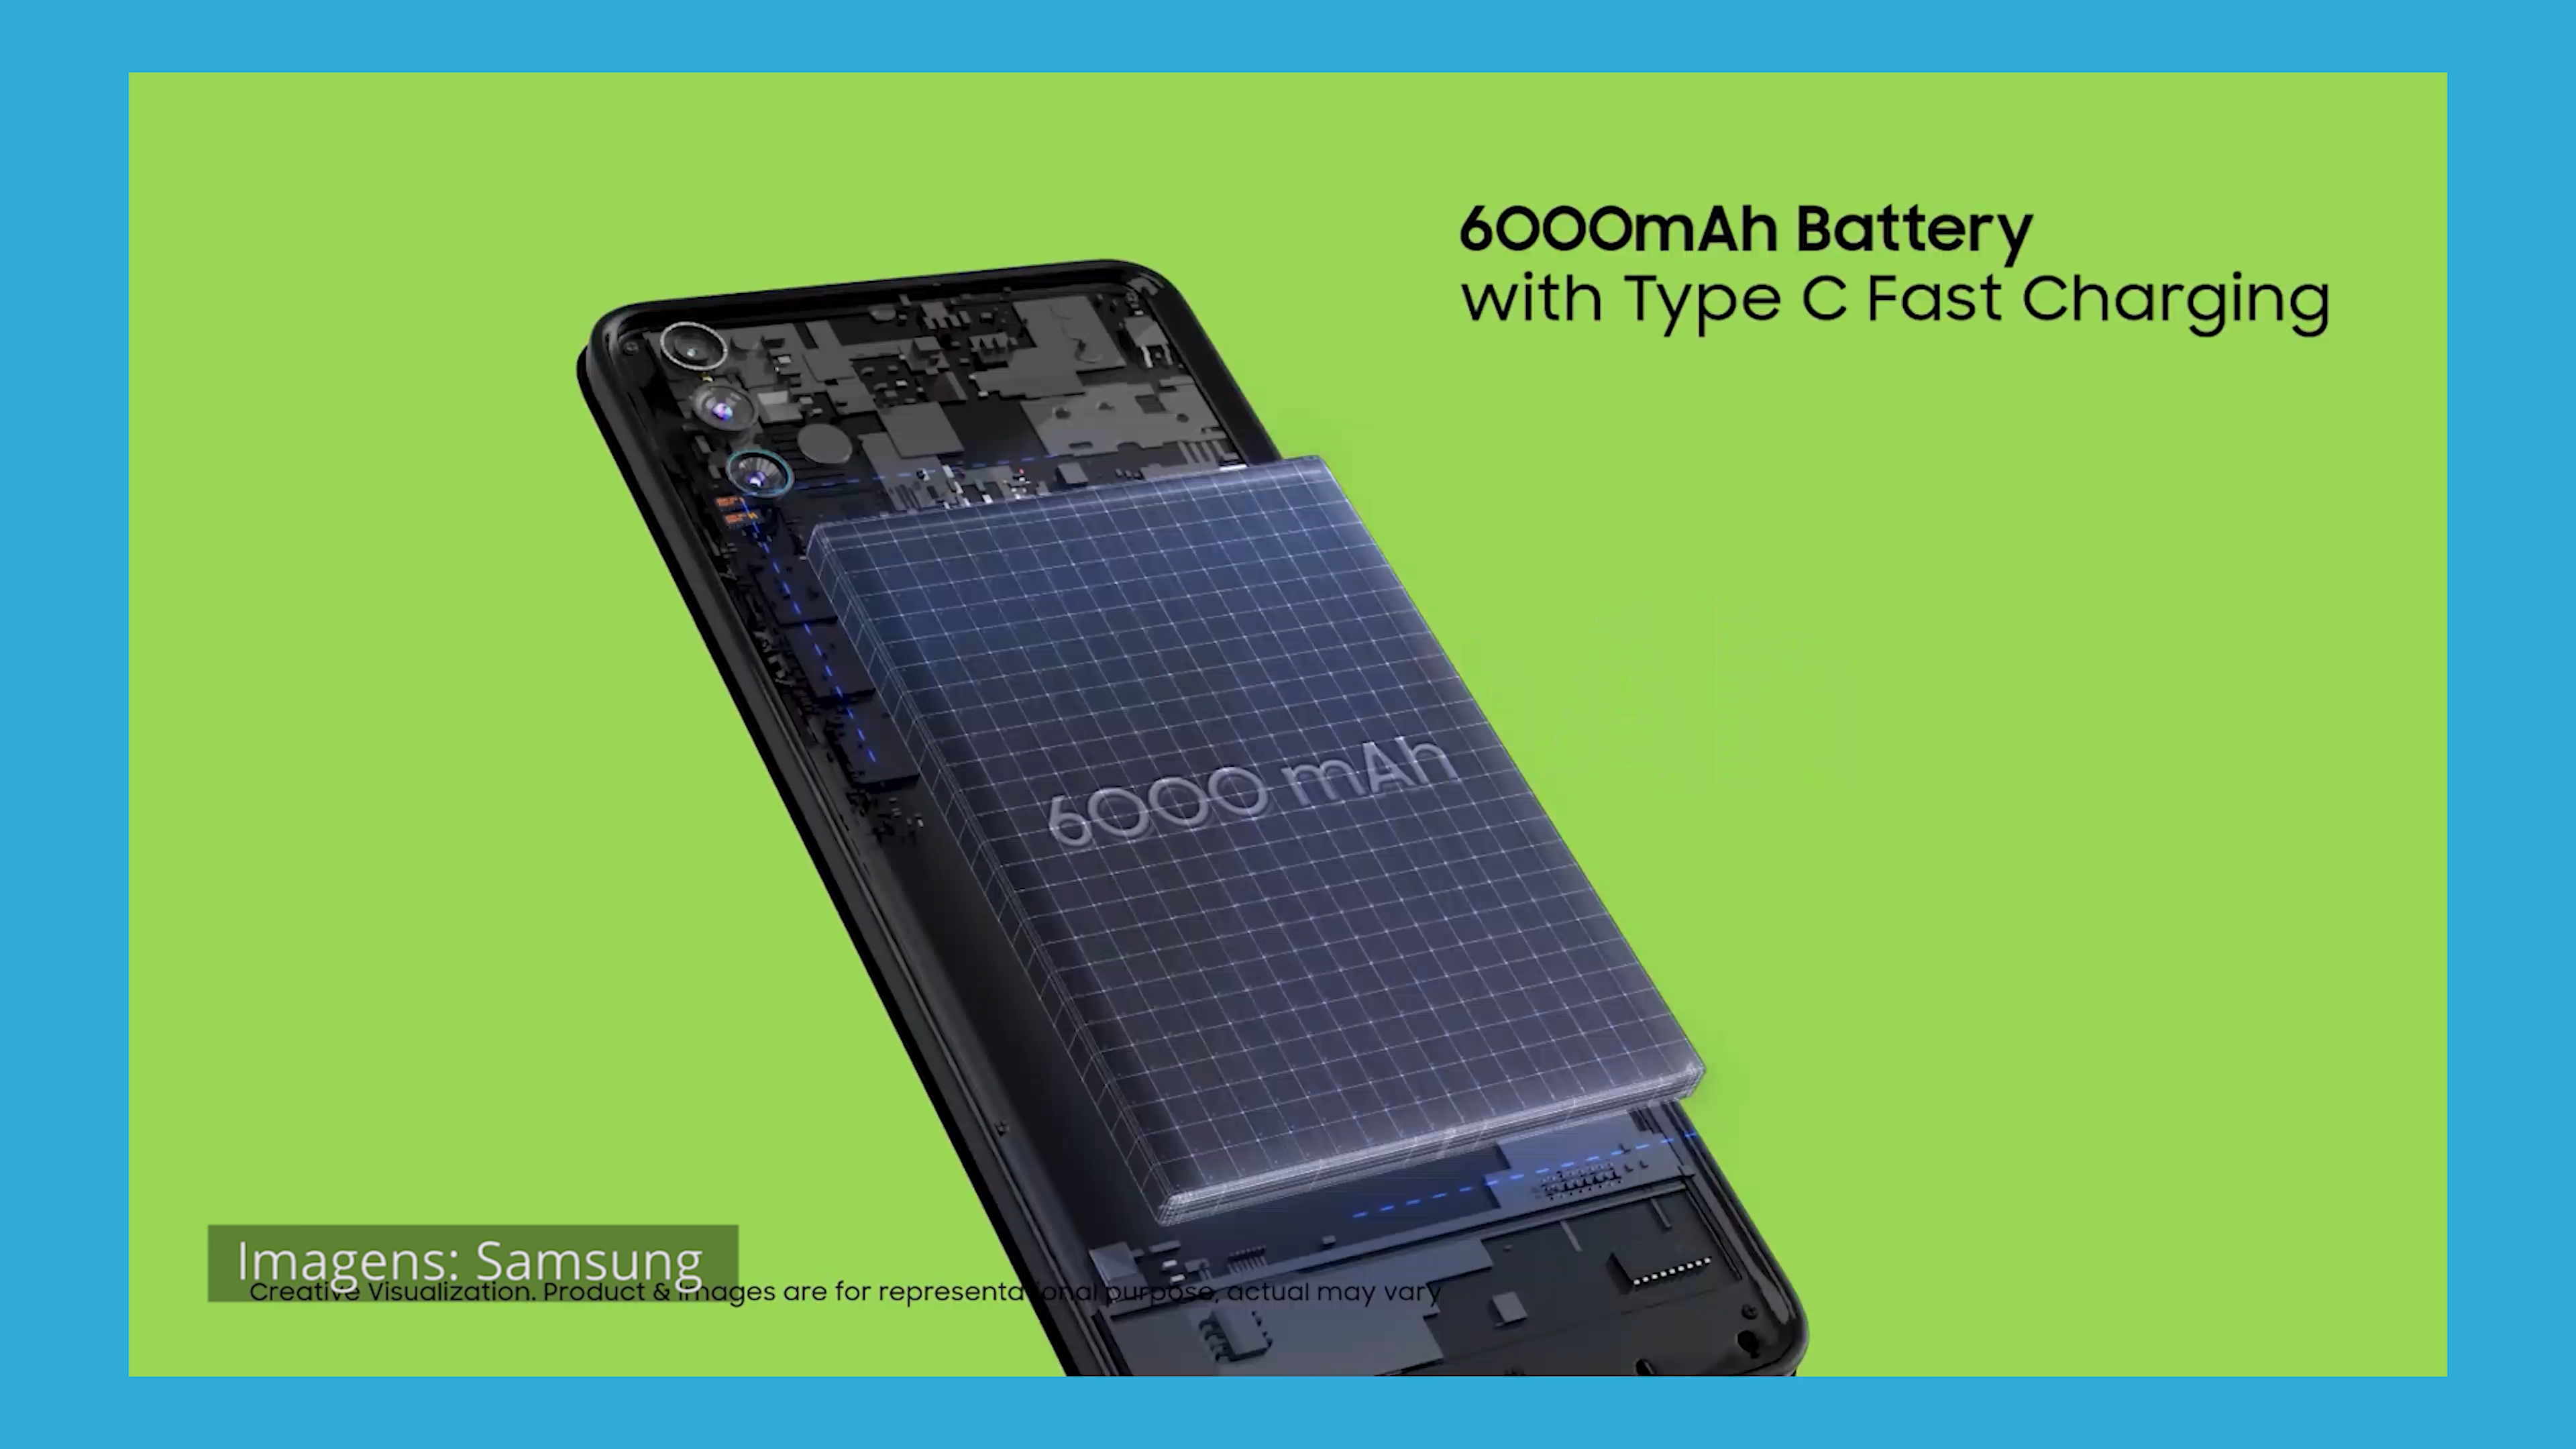 6000mAh Battery
with Type C Fast Charging
6000 mAh
Imagens: Samsung
Creative Visualization. Product & Images are for representational purpose, actual may vary